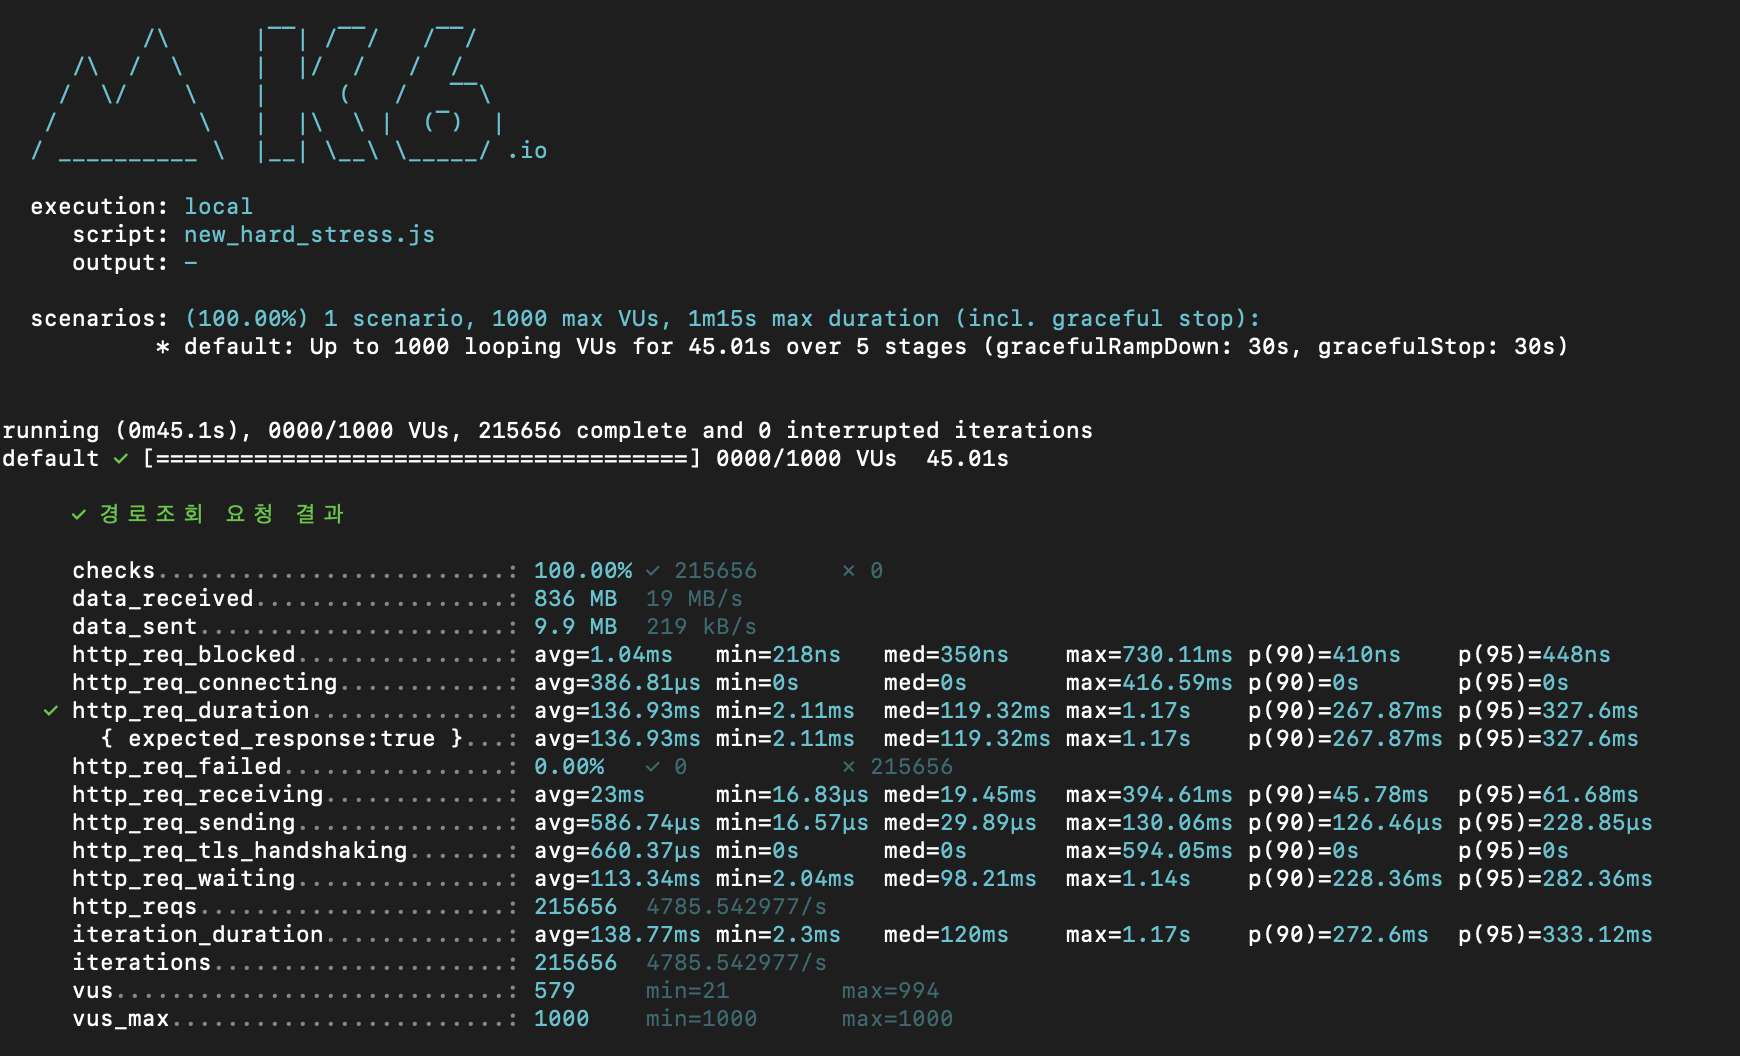 /\      |‾‾| /‾‾/   /‾‾/
     /\  /  \     |  |/  /   /  /
    /  \/    \    |     (   /   ‾‾\
   /          \   |  |\  \ |  (‾)  |
  / __________ \  |__| \__\ \_____/ .io
execution: local
script: new_hard_stress.js
output: -
scenarios: (100.00%) 1 scenario, 1000 max VUs, 1m15s max duration (incl. graceful stop):
* default: Up to 1000 looping VUs for 45.01s over 5 stages (gracefulRampDown: 30s, gracefulStop: 30s)
running (0m45.1s), 0000/1000 VUs, 215656 complete and 0 interrupted iterations
default ✓ [======================================] 0000/1000 VUs  45.01s
✓ 경로조회 요청 결과
checks.........................: 100.00% ✓ 215656      ✗ 0
data_received..................: 836 MB  19 MB/s
data_sent......................: 9.9 MB  219 kB/s
http_req_blocked...............: avg=1.04ms   min=218ns   med=350ns    max=730.11ms p(90)=410ns    p(95)=448ns
http_req_connecting............: avg=386.81µs min=0s      med=0s       max=416.59ms p(90)=0s       p(95)=0s
✓ http_req_duration..............: avg=136.93ms min=2.11ms  med=119.32ms max=1.17s    p(90)=267.87ms p(95)=327.6ms
{ expected_response:true }...: avg=136.93ms min=2.11ms  med=119.32ms max=1.17s    p(90)=267.87ms p(95)=327.6ms
http_req_failed................: 0.00%   ✓ 0           ✗ 215656
http_req_receiving.............: avg=23ms     min=16.83µs med=19.45ms  max=394.61ms p(90)=45.78ms  p(95)=61.68ms
http_req_sending...............: avg=586.74µs min=16.57µs med=29.89µs  max=130.06ms p(90)=126.46µs p(95)=228.85µs
http_req_tls_handshaking.......: avg=660.37µs min=0s      med=0s       max=594.05ms p(90)=0s       p(95)=0s
http_req_waiting...............: avg=113.34ms min=2.04ms  med=98.21ms  max=1.14s    p(90)=228.36ms p(95)=282.36ms
http_reqs......................: 215656  4785.542977/s
iteration_duration.............: avg=138.77ms min=2.3ms   med=120ms    max=1.17s    p(90)=272.6ms  p(95)=333.12ms
iterations.....................: 215656  4785.542977/s
vus............................: 579     min=21        max=994
vus_max........................: 1000    min=1000      max=1000